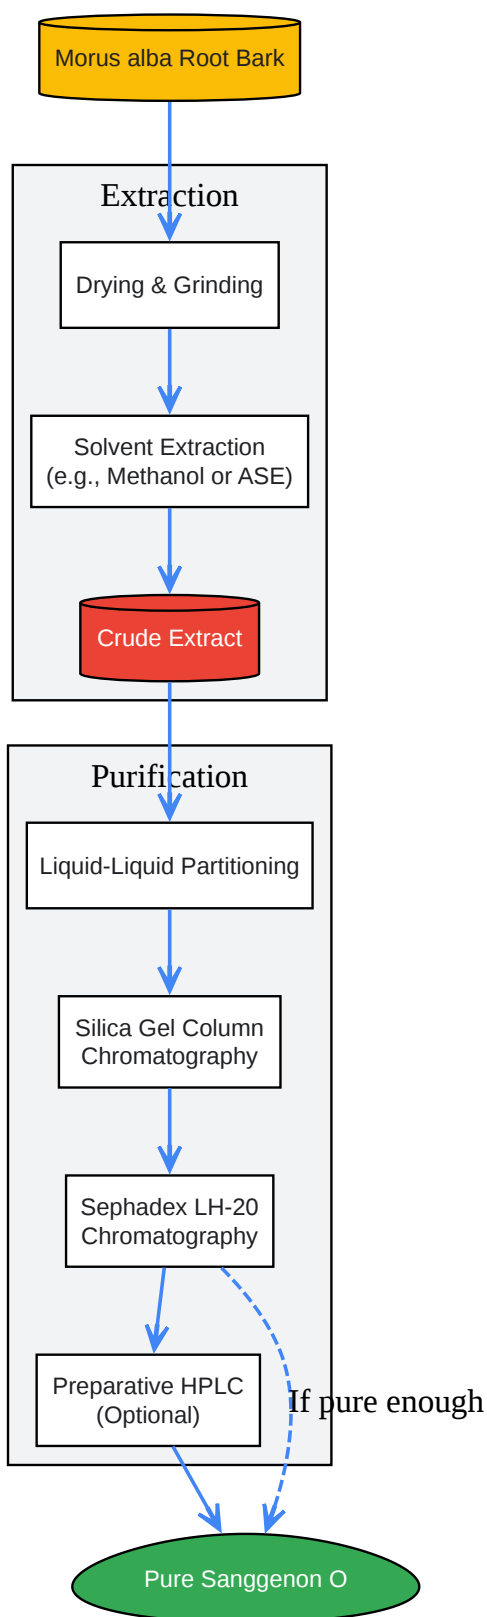 Morus alba Root Bark
Extraction
Drying & Grinding
Solvent Extraction
(e.g., Methanol or ASE)
Crude Extract
Purification
Liquid-Liquid Partitioning
Silica Gel Column
Chromatography
Sephadex LH-20
Chromatography
Preparative HPLC
(Optional)
If pure enough
Pure Sanggenon O